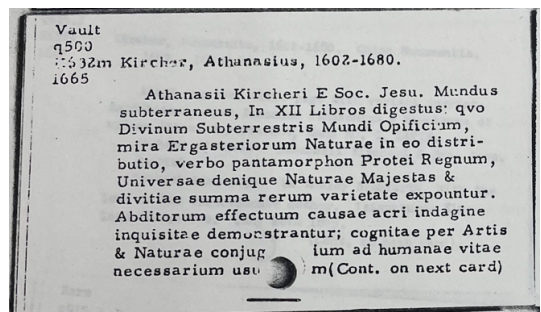 Vault
q500
K632m Kircher, Athanasius, 1602-1680.
1665
Athanasii Kircheri E Soc. Jesu. Mundus
subterraneus, In XII Libros digestus: qvo
Divinum Subterrestris Mundi Opificium,
mira Ergasteriorum Naturae in eo distri-
butio, verbo pantamorphon Protei Regnum,
Universae denique Naturae Majestas &
divitiae summa rerum varietate expountur.
Abditorum effectuum causae acri indagine
inquisitae demonstrantur; cognitae per Artis
& Naturae conjug ium ad humanae vitae
necessarium usu m(Cont. on next card)